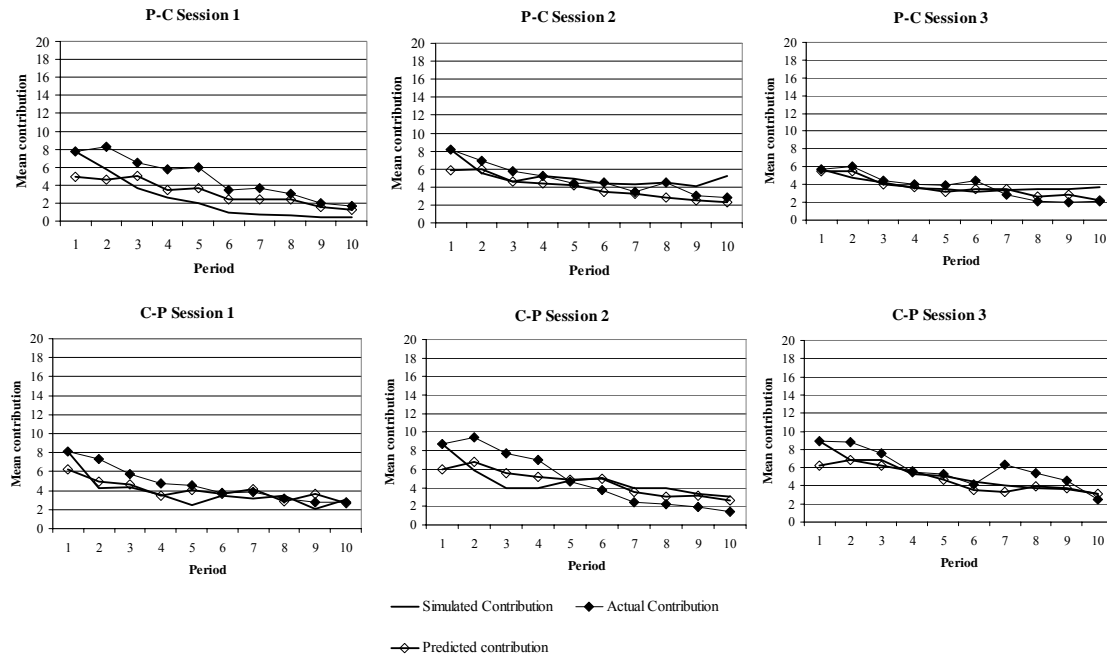 P-C Session 1
Mean contribution
20
18
16
14
12
10
8
6
4
2
0
1 2 3 4 5 6 7 8 9 10
Period
P-C Session 2
Mean contribution
20
18
16
14
12
10
8
6
4
2
0
1 2 3 4 5 6 7 8 9 10
Period
P-C Session 3
Mean contribution
20
18
16
14
12
10
8
6
4
2
0
1 2 3 4 5 6 7 8 9 10
Period
C-P Session 1
Mean contribution
20
18
16
14
12
10
8
6
4
2
0
1 2 3 4 5 6 7 8 9 10
Period
C-P Session 2
Mean contribution
20
18
16
14
12
10
8
6
4
2
0
1 2 3 4 5 6 7 8 9 10
Period
C-P Session 3
Mean contribution
20
18
16
14
12
10
8
6
4
2
0
1 2 3 4 5 6 7 8 9 10
Period
Simulated Contribution
Actual Contribution
Predicted contribution